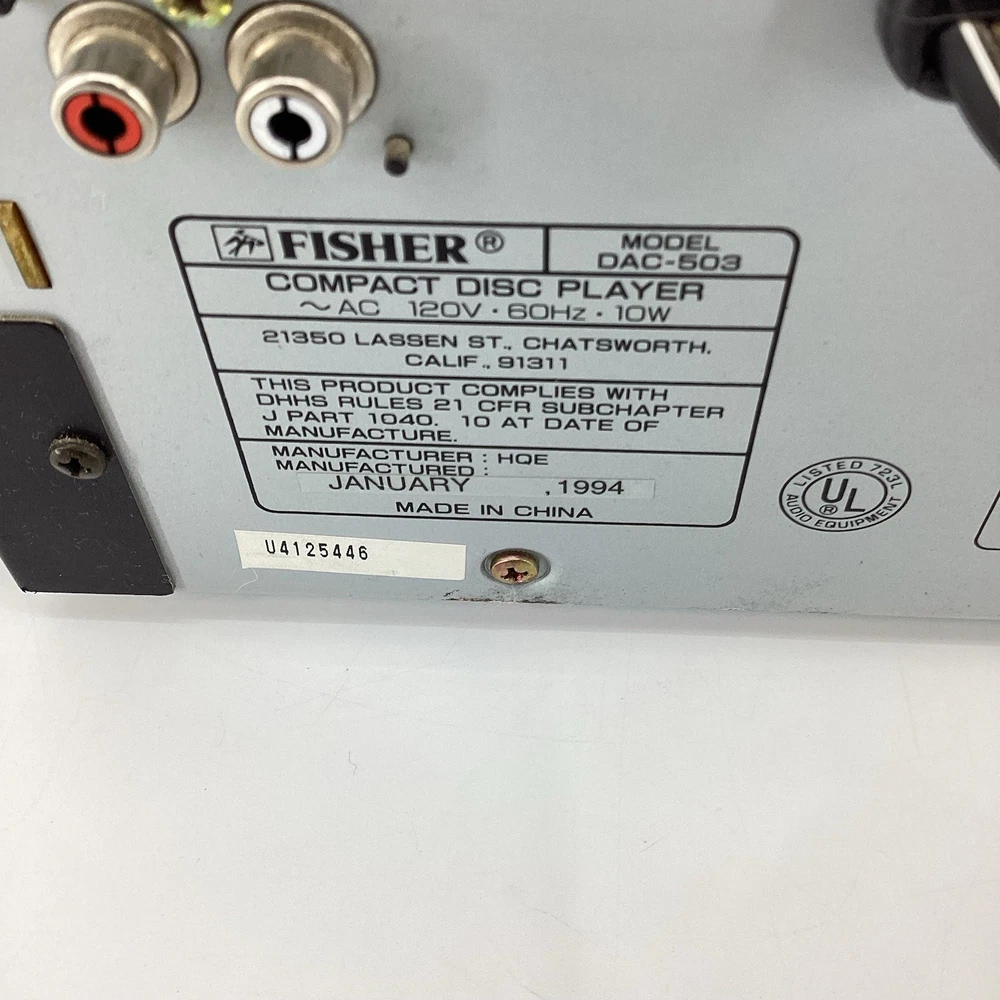 FISHER®
MODEL
DAC-503
COMPACT DISC PLAYER
～AC 120V · 60Hz · 10W
21350 LASSEN ST., CHATSWORTH,
CALIF., 91311
THIS PRODUCT COMPLIES WITH
DHHS RULES 21 CFR SUBCHAPTER
J PART 1040. 10 AT DATE OF
MANUFACTURE.
MANUFACTURER : HQE
MANUFACTURED :
JANUARY , 1994
MADE IN CHINA
LISTED 723L
UL®
AUDIO EQUIPMENT
U4125446